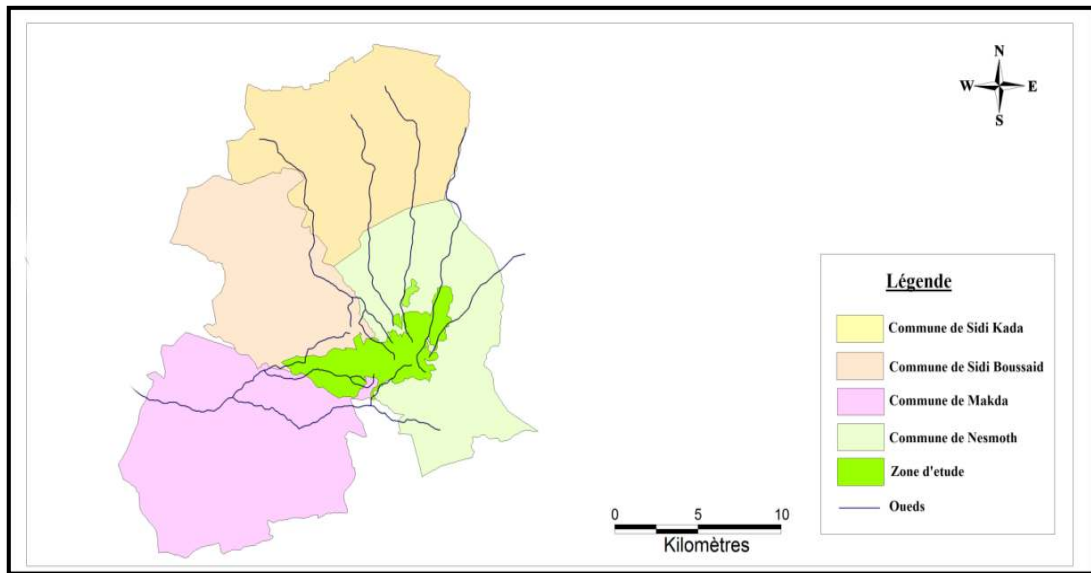 N
W E
S
Légende
Commune de Sidi Kada
Commune de Sidi Boussaid
Commune de Makda
Commune de Nesmoth
Zone d'etude
Oueds
0 5 10
Kilomètres